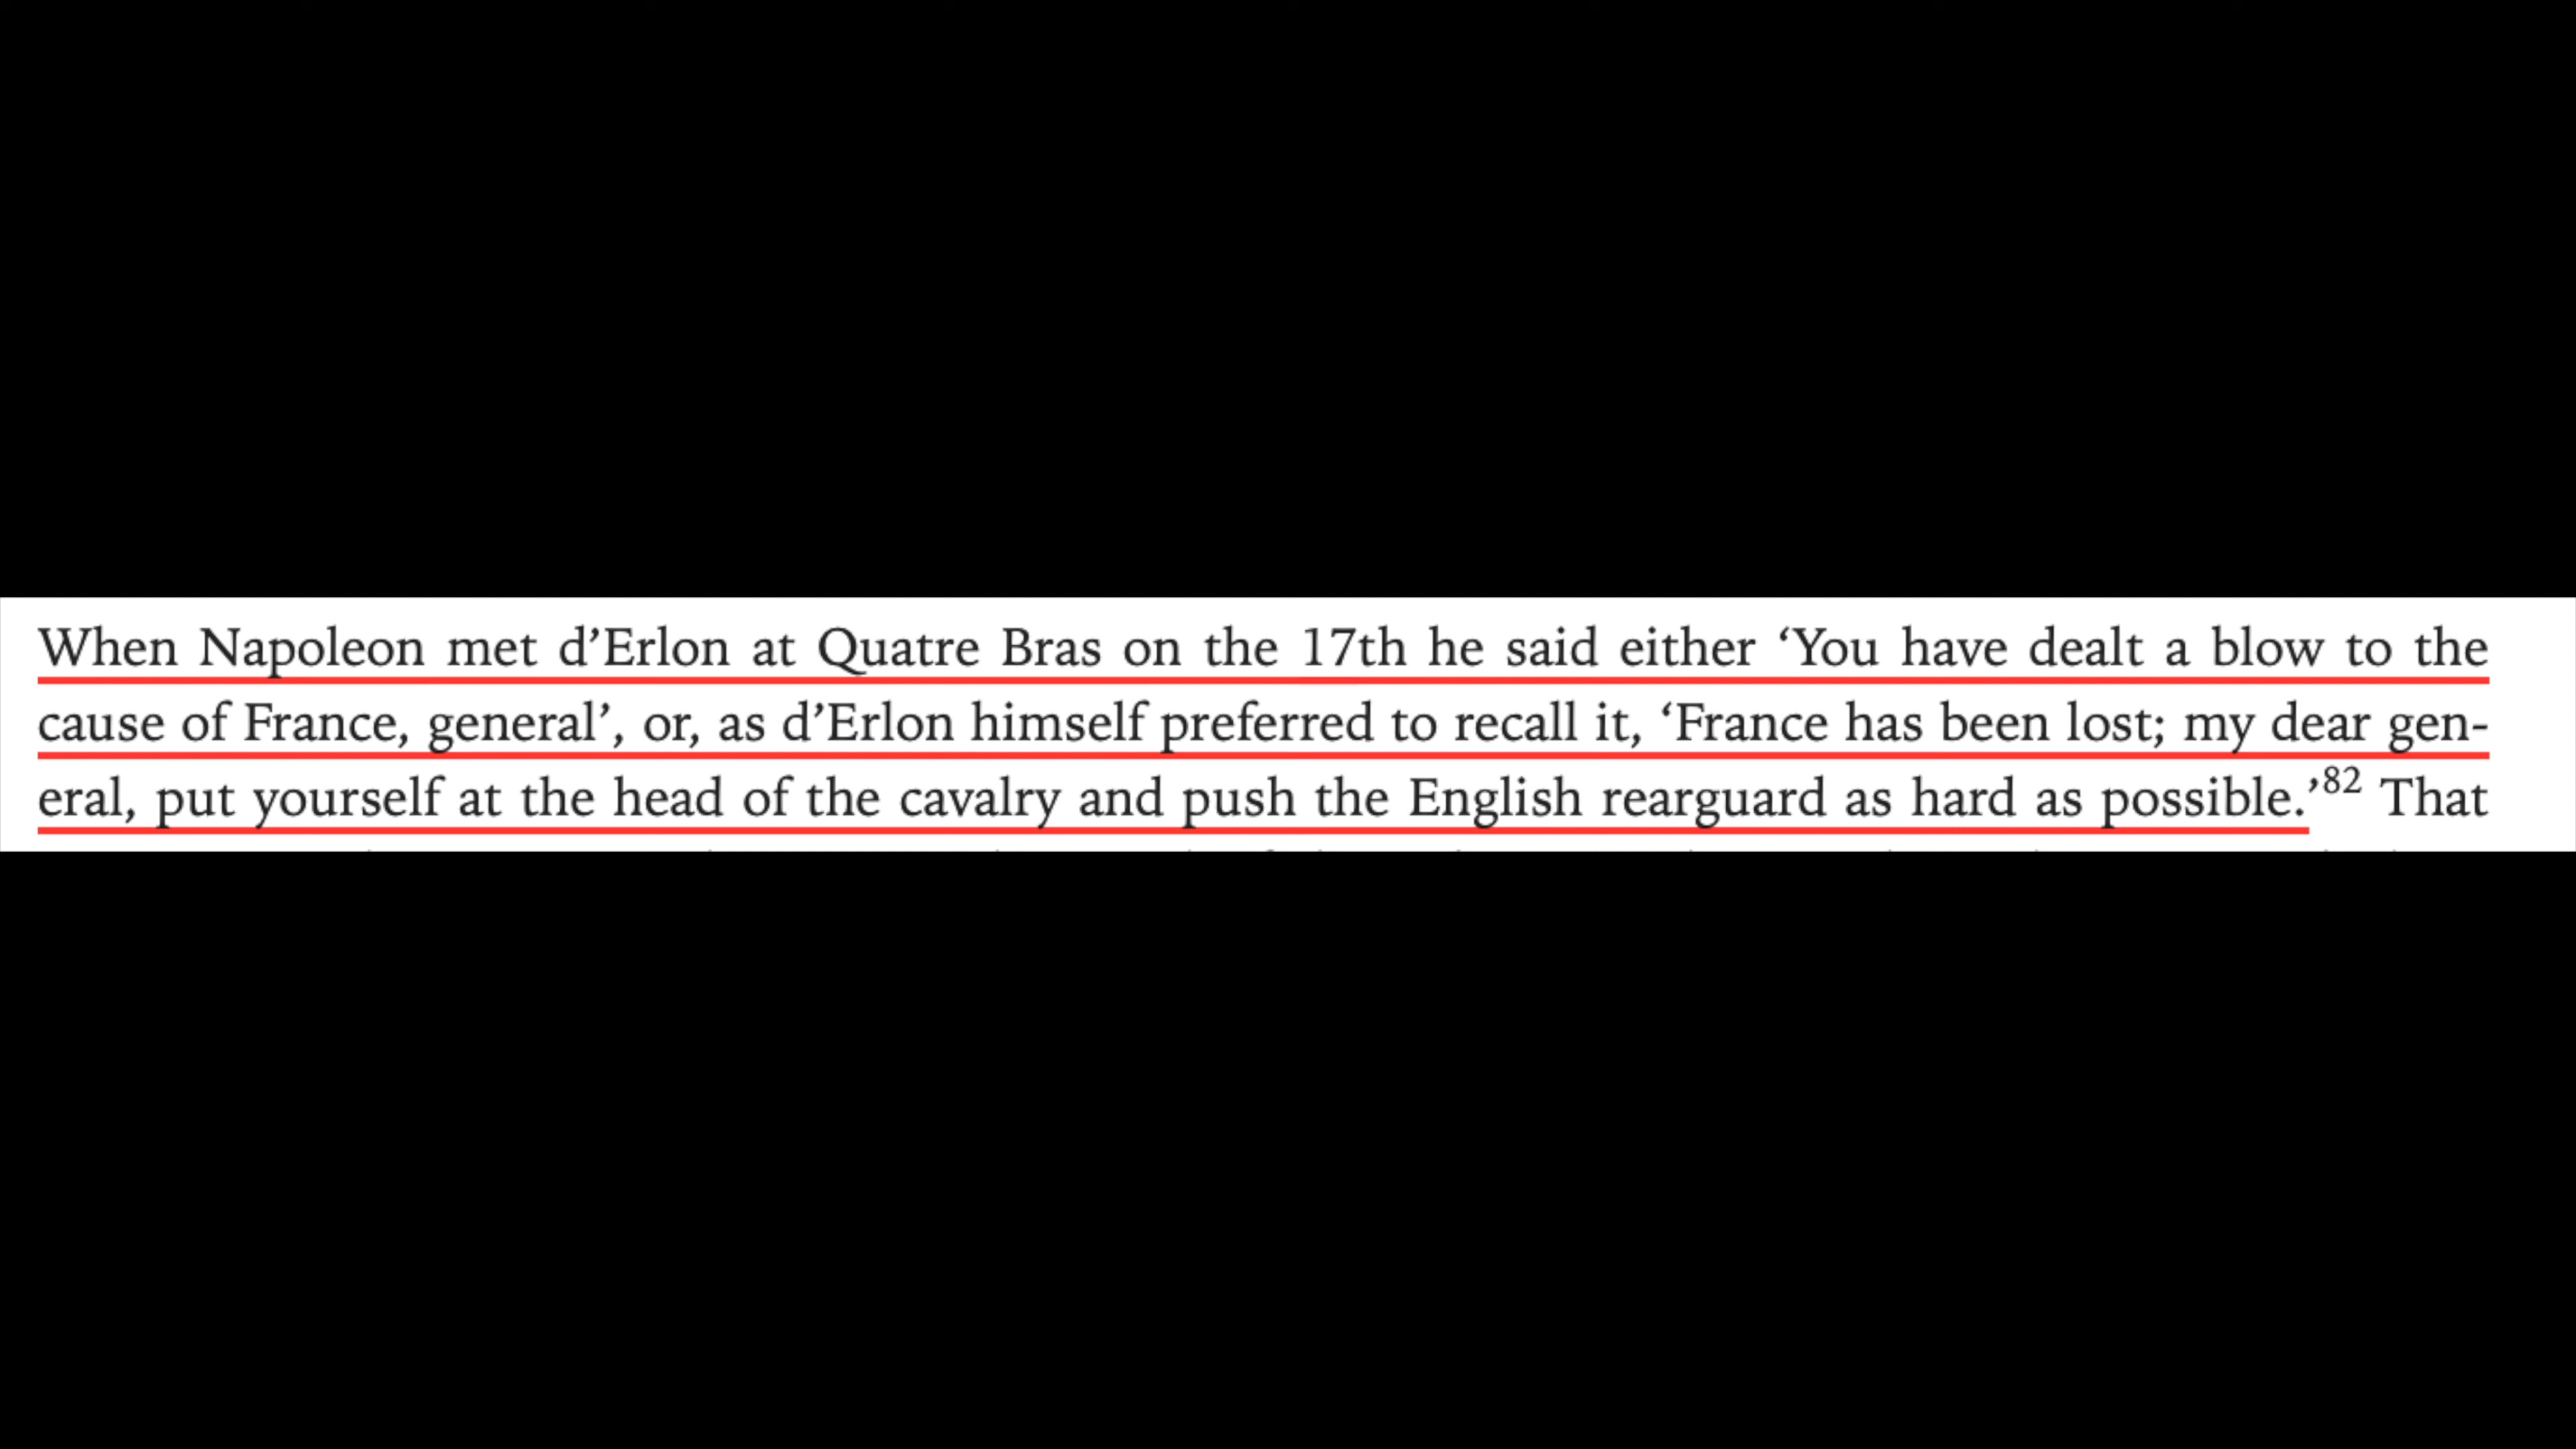 When Napoleon met d’Erlon at Quatre Bras on the 17th he said either ‘You have dealt a blow to the
cause of France, general’, or, as d’Erlon himself preferred to recall it, ‘France has been lost; my dear gen-
eral, put yourself at the head of the cavalry and push the English rearguard as hard as possible.’82 That